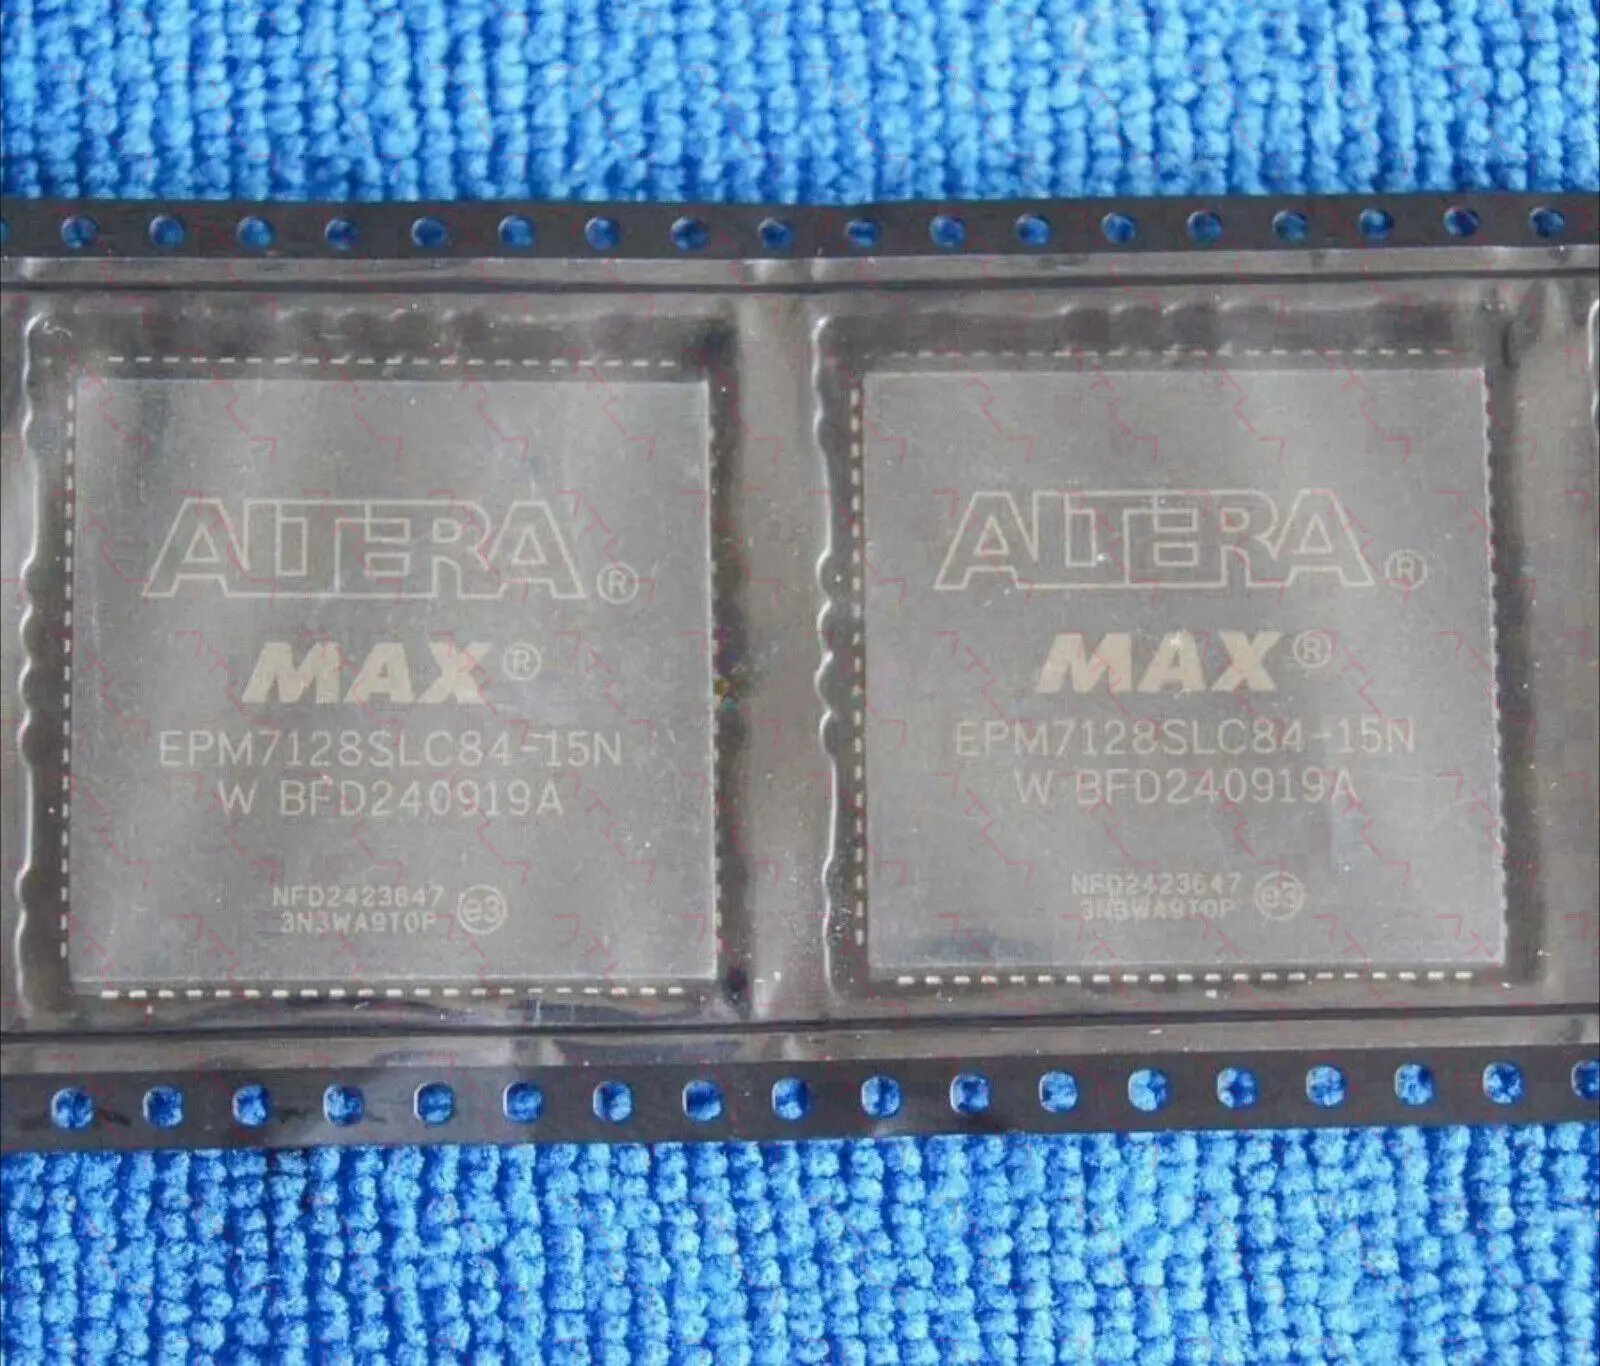 ALTERA®
MAX®
EPM7128SLC84-15N
W BFD240919A
NFD2423647
3N3WA9T0P
e3
ALTERA®
MAX®
EPM7128SLC84-15N
W BFD240919A
NFD2423647
3N3WA9T0P
e3